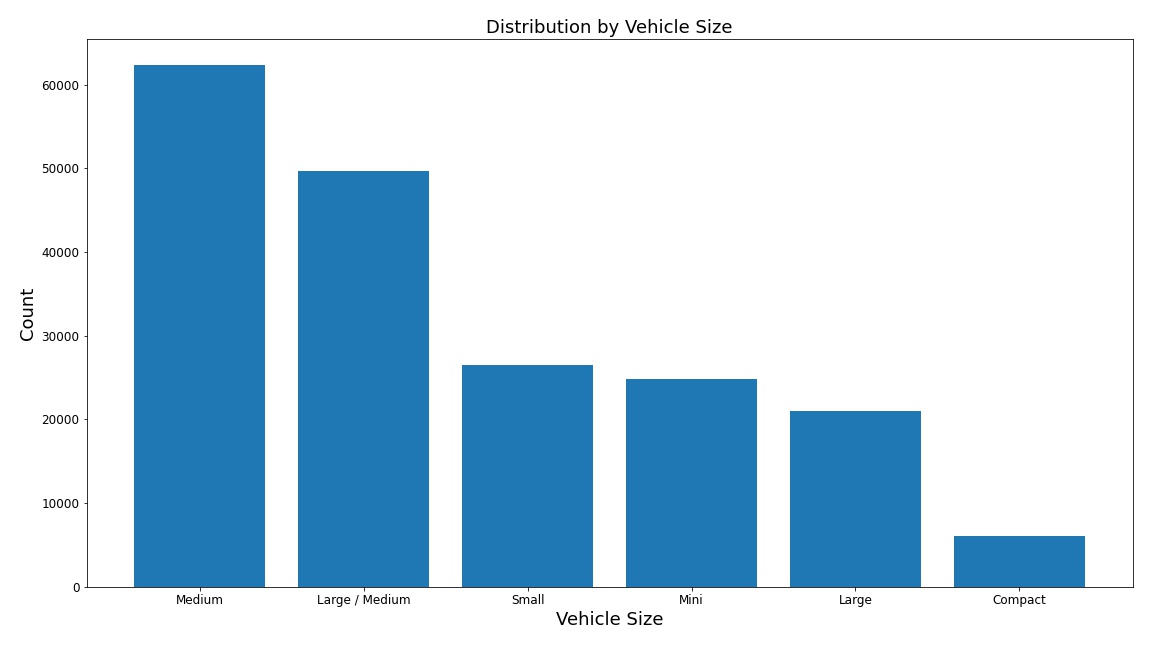 Distribution by Vehicle Size
60000
50000
40000
30000
20000
10000
0
Count
Medium Large / Medium Small Mini Large Compact
Vehicle Size